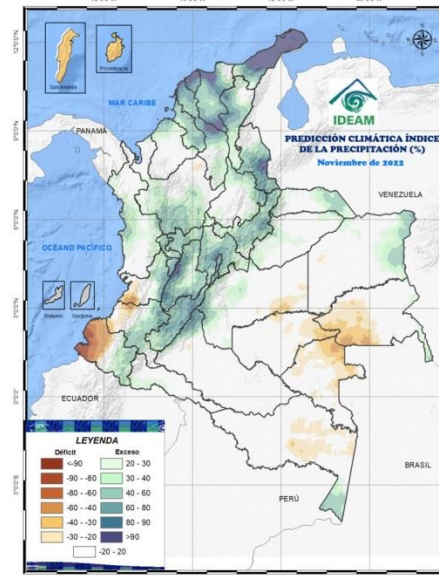 San Andrés
Providencia
MAR CARIBE
PANAMÁ
IDEAM
PREDICCIÓN CLIMÁTICA ÍNDICE
DE LA PRECIPITACIÓN (%)
Noviembre de 2022
VENEZUELA
OCÉANO PACÍFICO
Malpelo
Gorgona
ECUADOR
LEYENDA
Déficit Exceso
<-90 20 - 30
-90 - -80 30 - 40
-80 - -60 40 - 60
-60 - -40 60 - 80
-40 - -30 80 - 90
-30 - -20 >90
-20 - 20
BRASIL
PERÚ